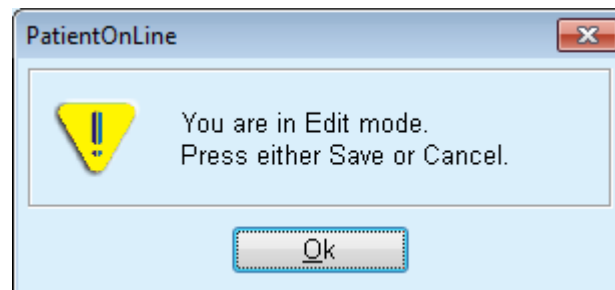 PatientOnLine
You are in Edit mode.
Press either Save or Cancel.
Ok